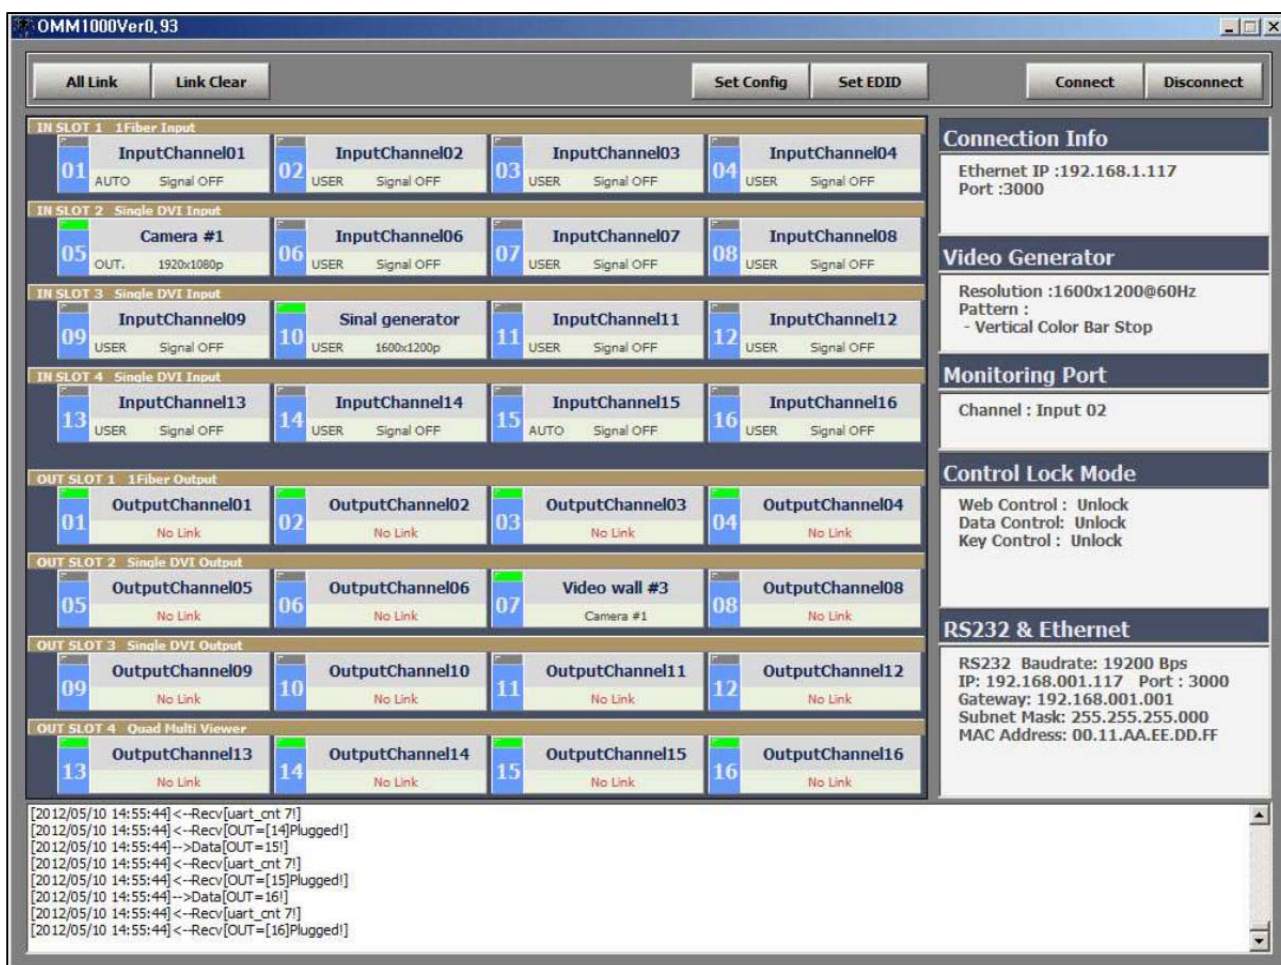 OMM1000Ver0.93
All Link Link Clear Set Config Set EDID Connect Disconnect
IN SLOT 1 1Fiber Input
01 InputChannel01 AUTO Signal OFF
02 InputChannel02 USER Signal OFF
03 InputChannel03 USER Signal OFF
04 InputChannel04 USER Signal OFF
IN SLOT 2 Single DVI Input
05 Camera #1 OUT. 1920x1080p
06 InputChannel06 USER Signal OFF
07 InputChannel07 USER Signal OFF
08 InputChannel08 USER Signal OFF
IN SLOT 3 Single DVI Input
09 InputChannel09 USER Signal OFF
10 Sinal generator USER 1600x1200p
11 InputChannel11 USER Signal OFF
12 InputChannel12 USER Signal OFF
IN SLOT 4 Single DVI Input
13 InputChannel13 USER Signal OFF
14 InputChannel14 USER Signal OFF
15 InputChannel15 AUTO Signal OFF
16 InputChannel16 USER Signal OFF
OUT SLOT 1 1Fiber Output
01 OutputChannel01 No Link
02 OutputChannel02 No Link
03 OutputChannel03 No Link
04 OutputChannel04 No Link
OUT SLOT 2 Single DVI Output
05 OutputChannel05 No Link
06 OutputChannel06 No Link
07 Video wall #3 Camera #1
08 OutputChannel08 No Link
OUT SLOT 3 Single DVI Output
09 OutputChannel09 No Link
10 OutputChannel10 No Link
11 OutputChannel11 No Link
12 OutputChannel12 No Link
OUT SLOT 4 Quad Multi Viewer
13 OutputChannel13 No Link
14 OutputChannel14 No Link
15 OutputChannel15 No Link
16 OutputChannel16 No Link
Connection Info
Ethernet IP :192.168.1.117
Port :3000
Video Generator
Resolution :1600x1200@60Hz
Pattern :
- Vertical Color Bar Stop
Monitoring Port
Channel : Input 02
Control Lock Mode
Web Control : Unlock
Data Control: Unlock
Key Control : Unlock
RS232 & Ethernet
RS232 Baudrate: 19200 Bps
IP: 192.168.001.117 Port : 3000
Gateway: 192.168.001.001
Subnet Mask: 255.255.255.000
MAC Address: 00.11.AA.EE.DD.FF
[2012/05/10 14:55:44]<--Recv[uart_cnt 7!]
[2012/05/10 14:55:44]<--Recv[OUT=[14]Plugged!]
[2012/05/10 14:55:44]-->Data[OUT=15!]
[2012/05/10 14:55:44]<--Recv[uart_cnt 7!]
[2012/05/10 14:55:44]<--Recv[OUT=[15]Plugged!]
[2012/05/10 14:55:44]-->Data[OUT=16!]
[2012/05/10 14:55:44]<--Recv[uart_cnt 7!]
[2012/05/10 14:55:44]<--Recv[OUT=[16]Plugged!]